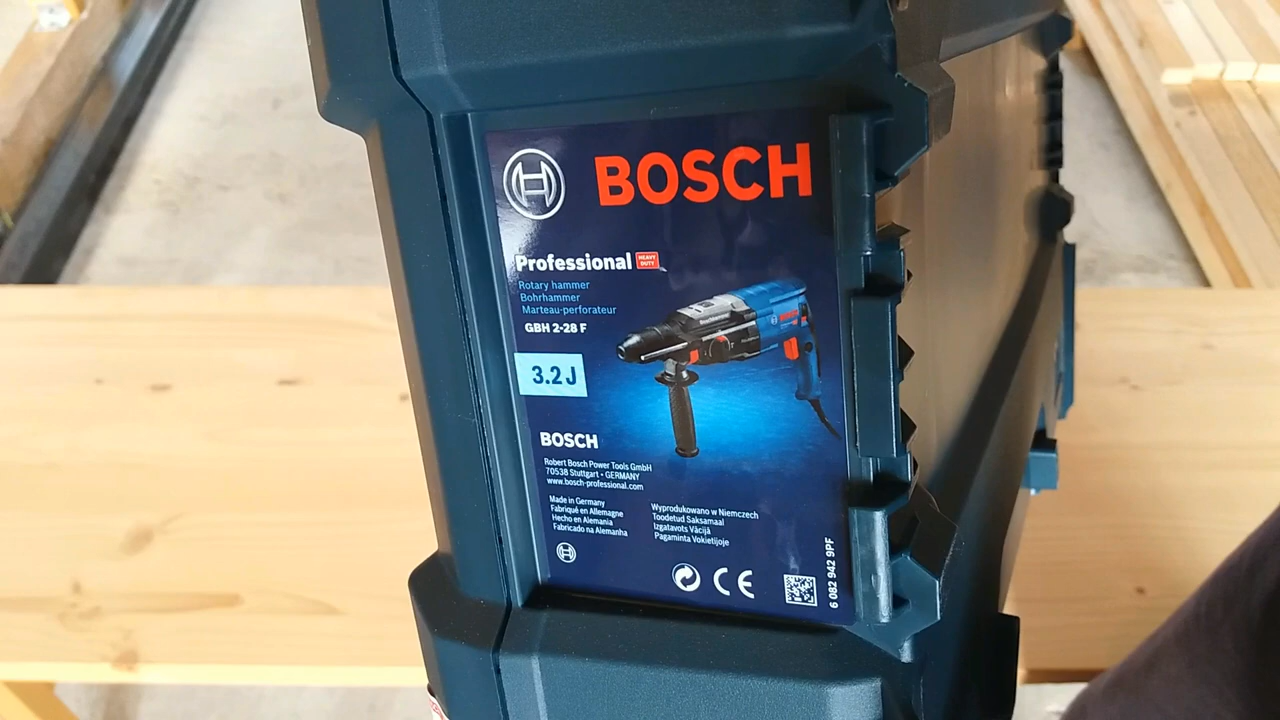 BOSCH
Professional HEAVY DUTY
Rotary hammer
Bohrhammer
Marteau-perforateur
GBH 2-28 F
3.2 J
BOSCH
BOSCH
Robert Bosch Power Tools GmbH
70538 Stuttgart • GERMANY
www.bosch-professional.com
Made in Germany
Fabriqué en Allemagne
Hecho en Alemania
Fabricado na Alemanha
Wyprodukowano w Niemczech
Toodetud Saksamaal
Izgatavots Vācijā
Pagaminta Vokietijoje
CE
6 082 942 9PF